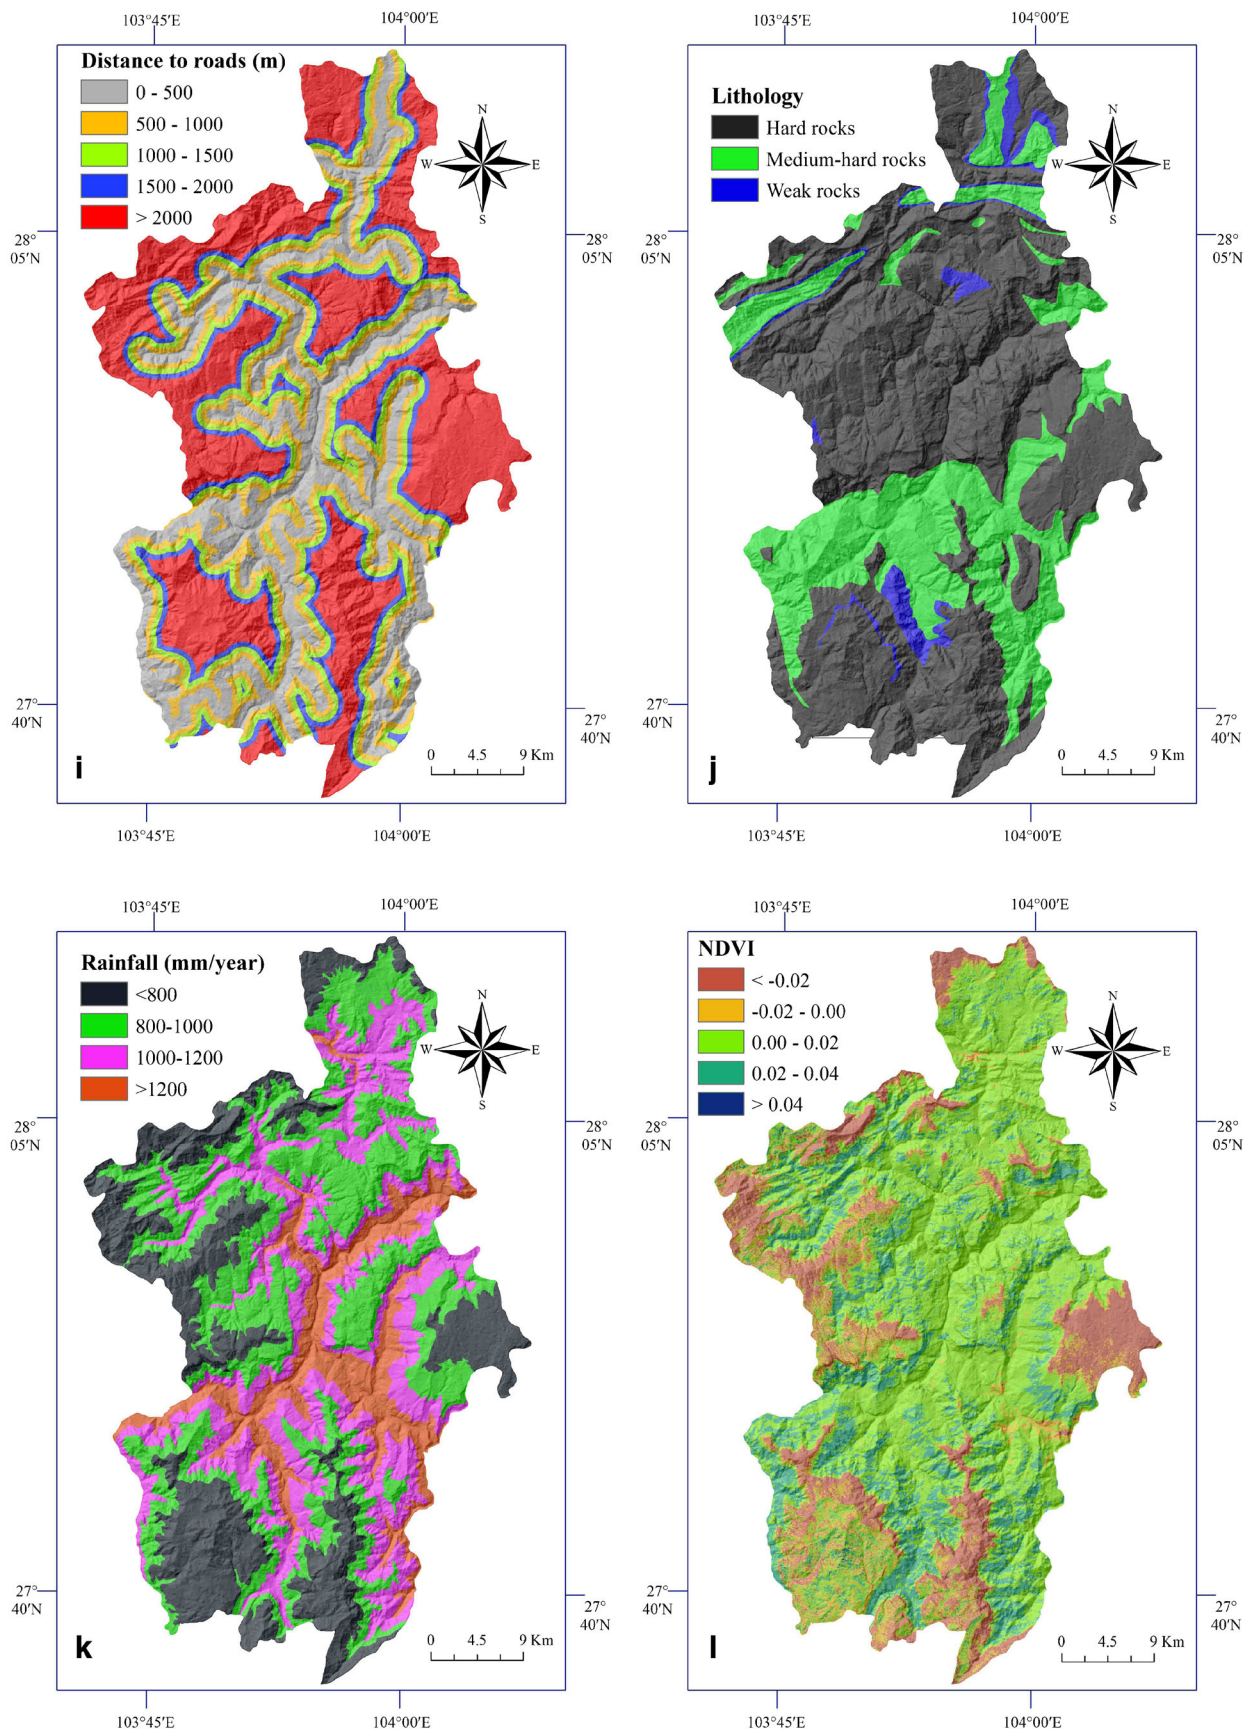 103°45′E 104°00′E
Distance to roads (m)
0 - 500
500 - 1000
1000 - 1500
1500 - 2000
> 2000
N
W E
S
28°
05′N
28°
05′N
27°
40′N
27°
40′N
0 4.5 9 Km
i
103°45′E 104°00′E
103°45′E 104°00′E
Lithology
Hard rocks
Medium-hard rocks
Weak rocks
N
W E
S
28°
05′N
28°
05′N
27°
40′N
27°
40′N
0 4.5 9 Km
j
103°45′E 104°00′E
103°45′E 104°00′E
Rainfall (mm/year)
<800
800-1000
1000-1200
>1200
N
W E
S
28°
05′N
28°
05′N
27°
40′N
27°
40′N
0 4.5 9 Km
k
103°45′E 104°00′E
103°45′E 104°00′E
NDVI
< -0.02
-0.02 - 0.00
0.00 - 0.02
0.02 - 0.04
> 0.04
N
W E
S
28°
05′N
28°
05′N
27°
40′N
27°
40′N
0 4.5 9 Km
l
103°45′E 104°00′E